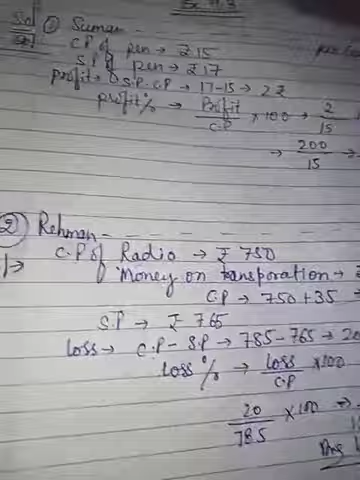 Sol ① Suman-
C.P of pen → ₹ 15
S.P of pen → ₹ 17
profit → S.P-C.P → 17-15 → 2 ₹
profit % → Profit/C.P × 100 → 2/15
→ 200/15 →
② Rehman -
C.P of Radio → ₹ 750
Money on transporation → ₹
C.P → 750 + 35 →
S.P → ₹ 765
loss → C.P - S.P → 785 - 765 → 20
loss % → Loss/C.P × 100
20/785 × 100 →
Ans